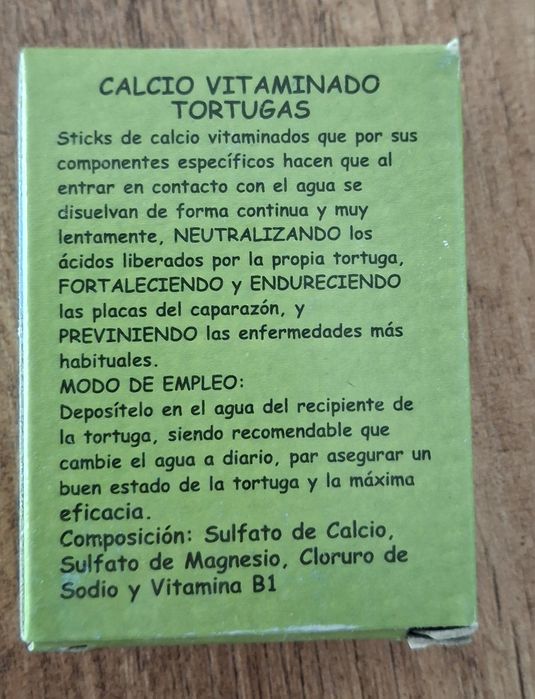 CALCIO VITAMINADO
TORTUGAS
Sticks de calcio vitaminados que por sus
componentes específicos hacen que al
entrar en contacto con el agua se
disuelvan de forma continua y muy
lentamente, NEUTRALIZANDO los
ácidos liberados por la propia tortuga,
FORTALECIENDO y ENDURECIENDO
las placas del caparazón, y
PREVINIENDO las enfermedades más
habituales.
MODO DE EMPLEO:
Depositelo en el agua del recipiente de
la tortuga, siendo recomendable que
cambie el agua a diario, par asegurar un
buen estado de la tortuga y la máxima
eficacia.
Composición: Sulfato de Calcio,
Sulfato de Magnesio, Cloruro de
Sodio y Vitamina B1